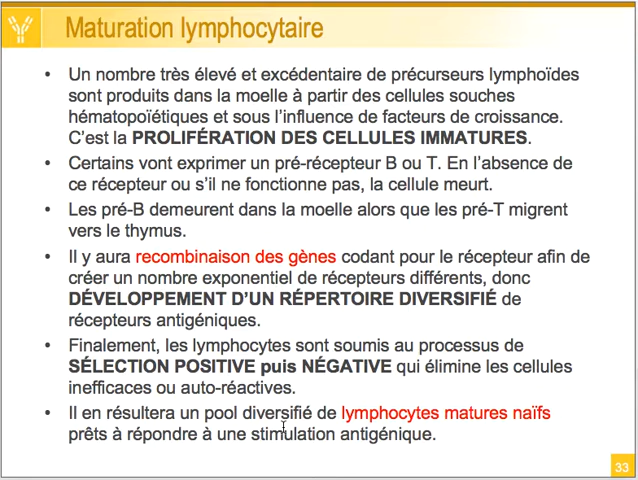 Maturation lymphocytaire
• Un nombre très élevé et excédentaire de précurseurs lymphoïdes
sont produits dans la moelle à partir des cellules souches
hématopoïétiques et sous l'influence de facteurs de croissance.
C'est la PROLIFÉRATION DES CELLULES IMMATURES.
• Certains vont exprimer un pré-récepteur B ou T. En l'absence de
ce récepteur ou s'il ne fonctionne pas, la cellule meurt.
• Les pré-B demeurent dans la moelle alors que les pré-T migrent
vers le thymus.
• Il y aura recombinaison des gènes codant pour le récepteur afin de
créer un nombre exponentiel de récepteurs différents, donc
DÉVELOPPEMENT D'UN RÉPERTOIRE DIVERSIFIÉ de
récepteurs antigéniques.
• Finalement, les lymphocytes sont soumis au processus de
SÉLECTION POSITIVE puis NÉGATIVE qui élimine les cellules
inefficaces ou auto-réactives.
• Il en résultera un pool diversifié de lymphocytes matures naïfs
prêts à répondre à une stimulation antigénique.
33